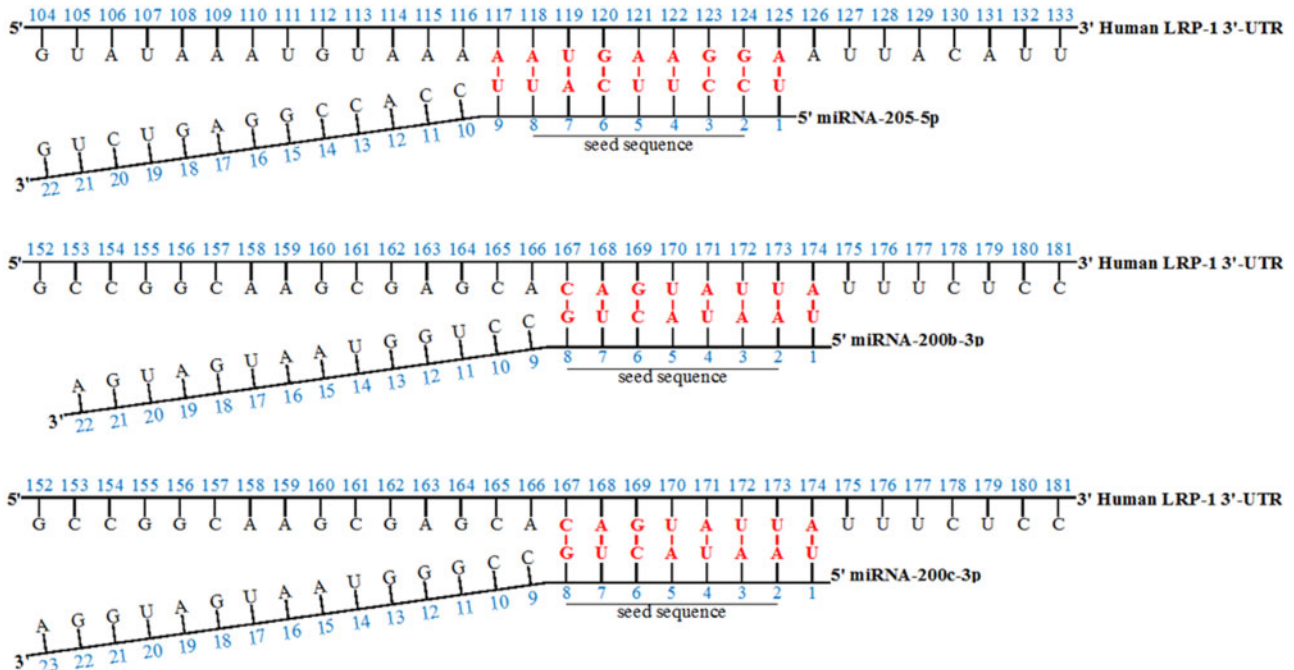 104 105 106 107 108 109 110 111 112 113 114 115 116 117 118 119 120 121 122 123 124 125 126 127 128 129 130 131 132 133
5' 3' Human LRP-1 3'-UTR
G U A U A A A U G U A A A A A U G A A G G A A U U A C A U U
G U C U G A G G C C A C C U U A C U U C C U
3' 5' miRNA-205-5p
22 21 20 19 18 17 16 15 14 13 12 11 10 9 8 7 6 5 4 3 2 1
seed sequence
152 153 154 155 156 157 158 159 160 161 162 163 164 165 166 167 168 169 170 171 172 173 174 175 176 177 178 179 180 181
5' 3' Human LRP-1 3'-UTR
G C C G G C A A G C G A G C A C A G U A U U A U U U C U C C
A G U A G U A A U G G U C C G U C A U A A U
3' 5' miRNA-200b-3p
22 21 20 19 18 17 16 15 14 13 12 11 10 9 8 7 6 5 4 3 2 1
seed sequence
152 153 154 155 156 157 158 159 160 161 162 163 164 165 166 167 168 169 170 171 172 173 174 175 176 177 178 179 180 181
5' 3' Human LRP-1 3'-UTR
G C C G G C A A G C G A G C A C A G U A U U A U U U C U C C
A G G U A G U A A U G G G C C G U C A U A A U
3' 5' miRNA-200c-3p
23 22 21 20 19 18 17 16 15 14 13 12 11 10 9 8 7 6 5 4 3 2 1
seed sequence